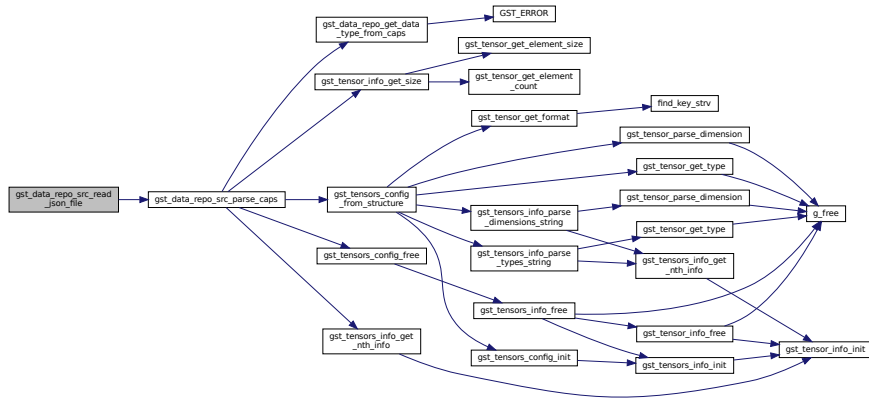 GST_ERROR
gst_data_repo_get_data
_type_from_caps
gst_tensor_get_element_size
gst_tensor_info_get_size
gst_tensor_get_element
_count
find_key_strv
gst_tensor_get_format
gst_tensor_parse_dimension
gst_tensor_get_type
gst_data_repo_src_read
_json_file
gst_data_repo_src_parse_caps
gst_tensors_config
_from_structure
gst_tensor_parse_dimension
gst_tensors_info_parse
_dimensions_string
g_free
gst_tensor_get_type
gst_tensors_info_parse
_types_string
gst_tensors_config_free
gst_tensors_info_get
_nth_info
gst_tensors_info_free
gst_tensor_info_free
gst_tensors_info_get
_nth_info
gst_tensor_info_init
gst_tensors_config_init
gst_tensors_info_init